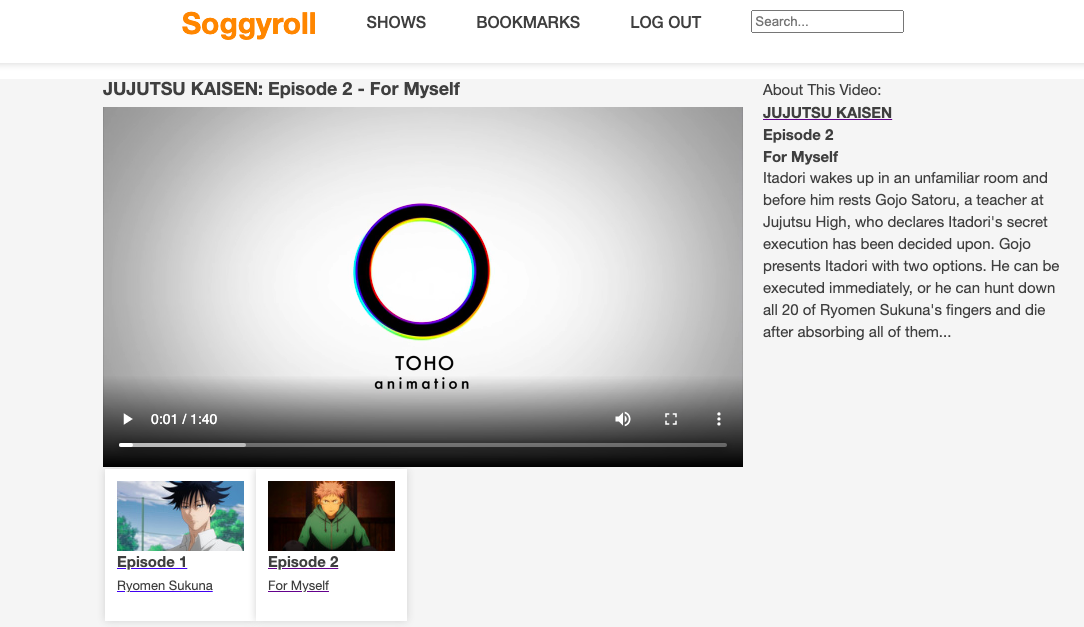 Soggyroll
SHOWS
BOOKMARKS
LOG OUT
Search...
JUJUTSU KAISEN: Episode 2 - For Myself
TOHO
animation
0:01 / 1:40
About This Video:
JUJUTSU KAISEN
Episode 2
For Myself
Itadori wakes up in an unfamiliar room and
before him rests Gojo Satoru, a teacher at
Jujutsu High, who declares Itadori's secret
execution has been decided upon. Gojo
presents Itadori with two options. He can be
executed immediately, or he can hunt down
all 20 of Ryomen Sukuna's fingers and die
after absorbing all of them...
Episode 1
Ryomen Sukuna
Episode 2
For Myself